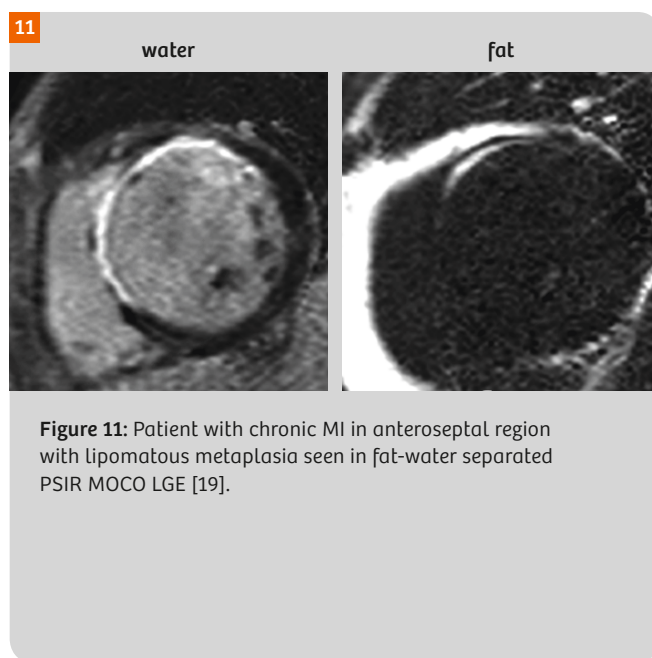 11
water fat
Figure 11: Patient with chronic MI in anteroseptal region
with lipomatous metaplasia seen in fat-water separated
PSIR MOCO LGE [19].